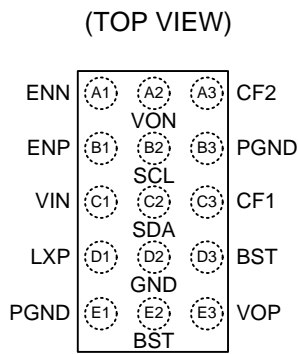 (TOP VIEW)
ENN A1 A2 A3 CF2
VON
ENP B1 B2 B3 PGND
SCL
VIN C1 C2 C3 CF1
SDA
LXP D1 D2 D3 BST
GND
PGND E1 E2 E3 VOP
BST